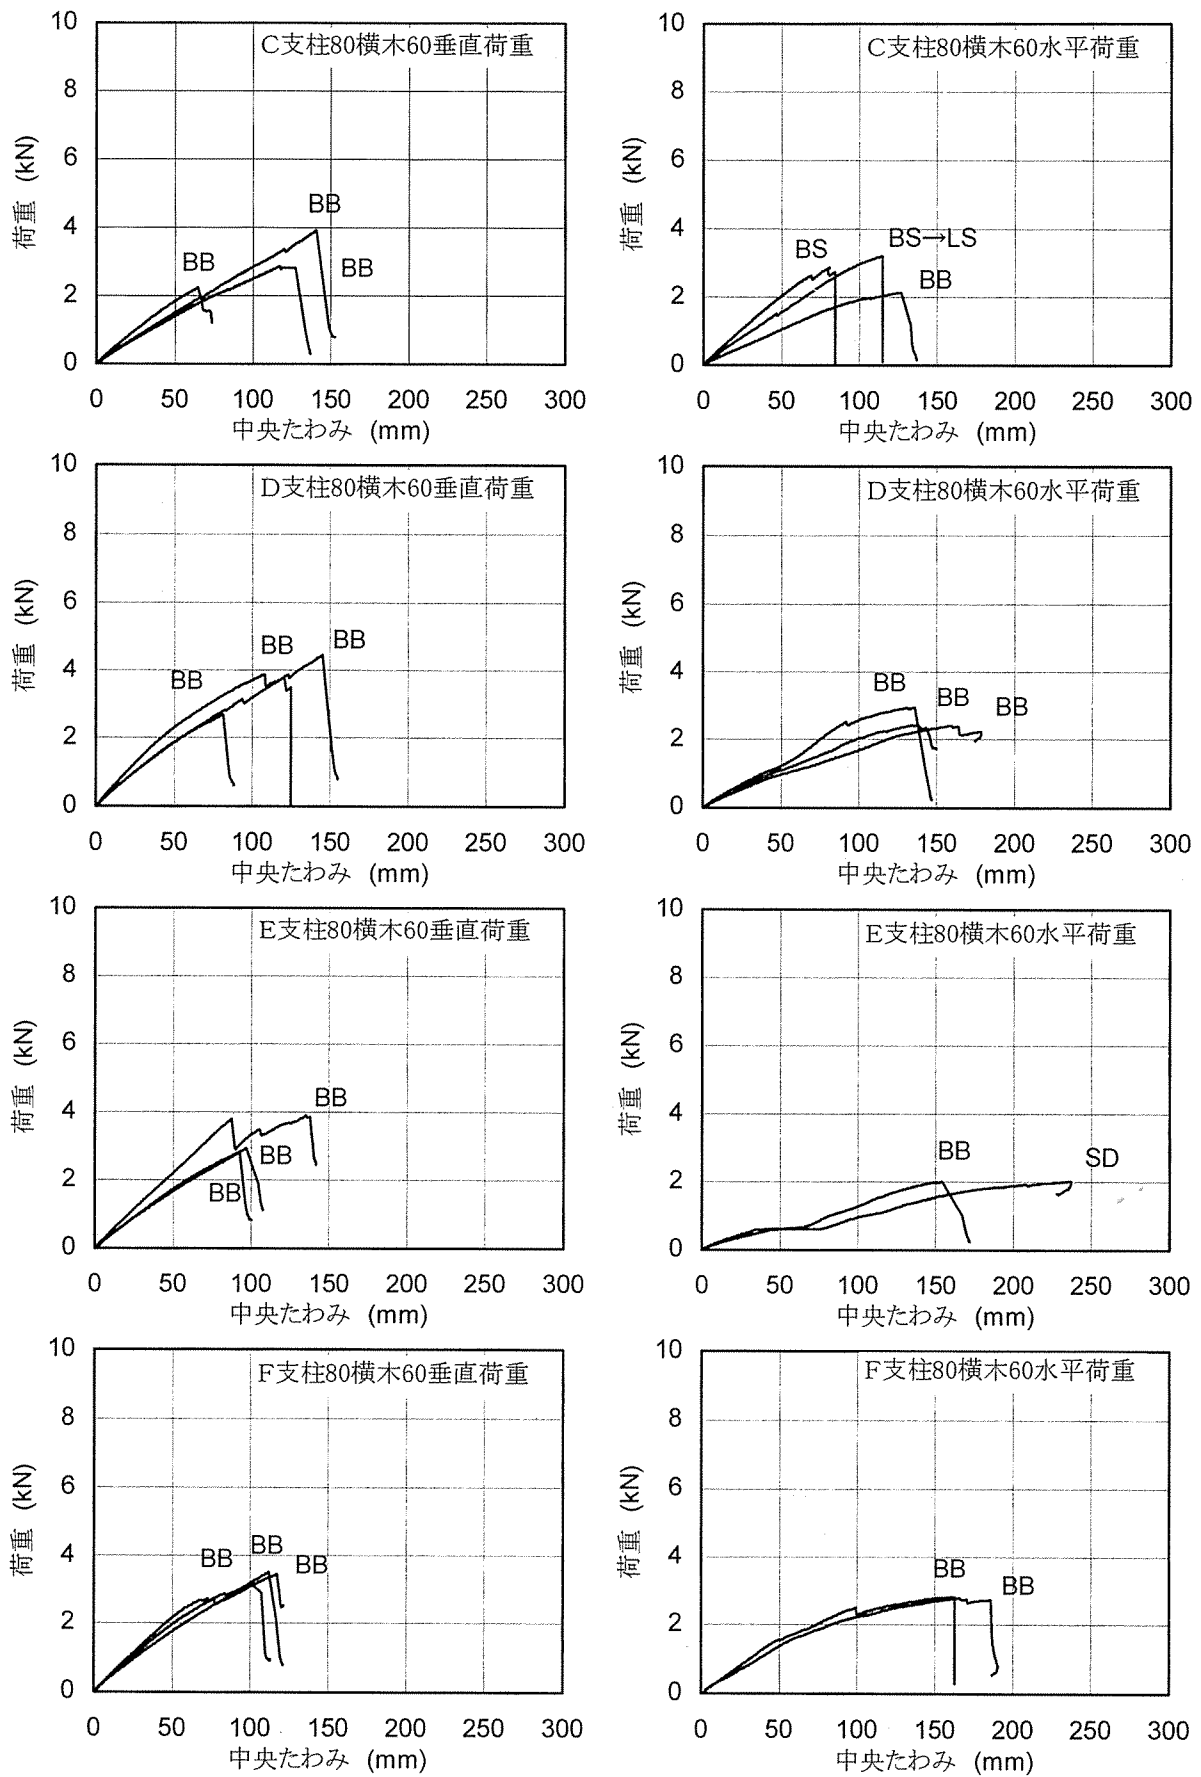 C支柱80横木60垂直荷重
10
8
6
4
2
0
荷重 (kN)
BB
BB
BB
0 50 100 150 200 250 300
中央たわみ (mm)
C支柱80横木60水平荷重
10
8
6
4
2
0
荷重 (kN)
BS
BS→LS
BB
0 50 100 150 200 250 300
中央たわみ (mm)
D支柱80横木60垂直荷重
10
8
6
4
2
0
荷重 (kN)
BB
BB
BB
0 50 100 150 200 250 300
中央たわみ (mm)
D支柱80横木60水平荷重
10
8
6
4
2
0
荷重 (kN)
BB
BB
BB
0 50 100 150 200 250 300
中央たわみ (mm)
E支柱80横木60垂直荷重
10
8
6
4
2
0
荷重 (kN)
BB
BB
BB
0 50 100 150 200 250 300
中央たわみ (mm)
E支柱80横木60水平荷重
10
8
6
4
2
0
荷重 (kN)
BB
SD
0 50 100 150 200 250 300
中央たわみ (mm)
F支柱80横木60垂直荷重
10
8
6
4
2
0
荷重 (kN)
BB
BB
BB
0 50 100 150 200 250 300
中央たわみ (mm)
F支柱80横木60水平荷重
10
8
6
4
2
0
荷重 (kN)
BB
BB
0 50 100 150 200 250 300
中央たわみ (mm)